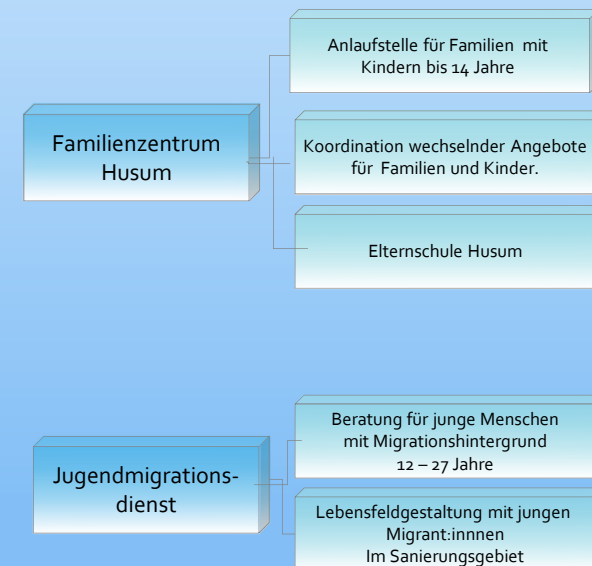 Familienzentrum
Husum
Anlaufstelle für Familien mit
Kindern bis 14 Jahre
Koordination wechselnder Angebote
für Familien und Kinder.
Elternschule Husum
Jugendmigrations-
dienst
Beratung für junge Menschen
mit Migrationshintergrund
12 – 27 Jahre
Lebensfeldgestaltung mit jungen
Migrant:innnen
Im Sanierungsgebiet